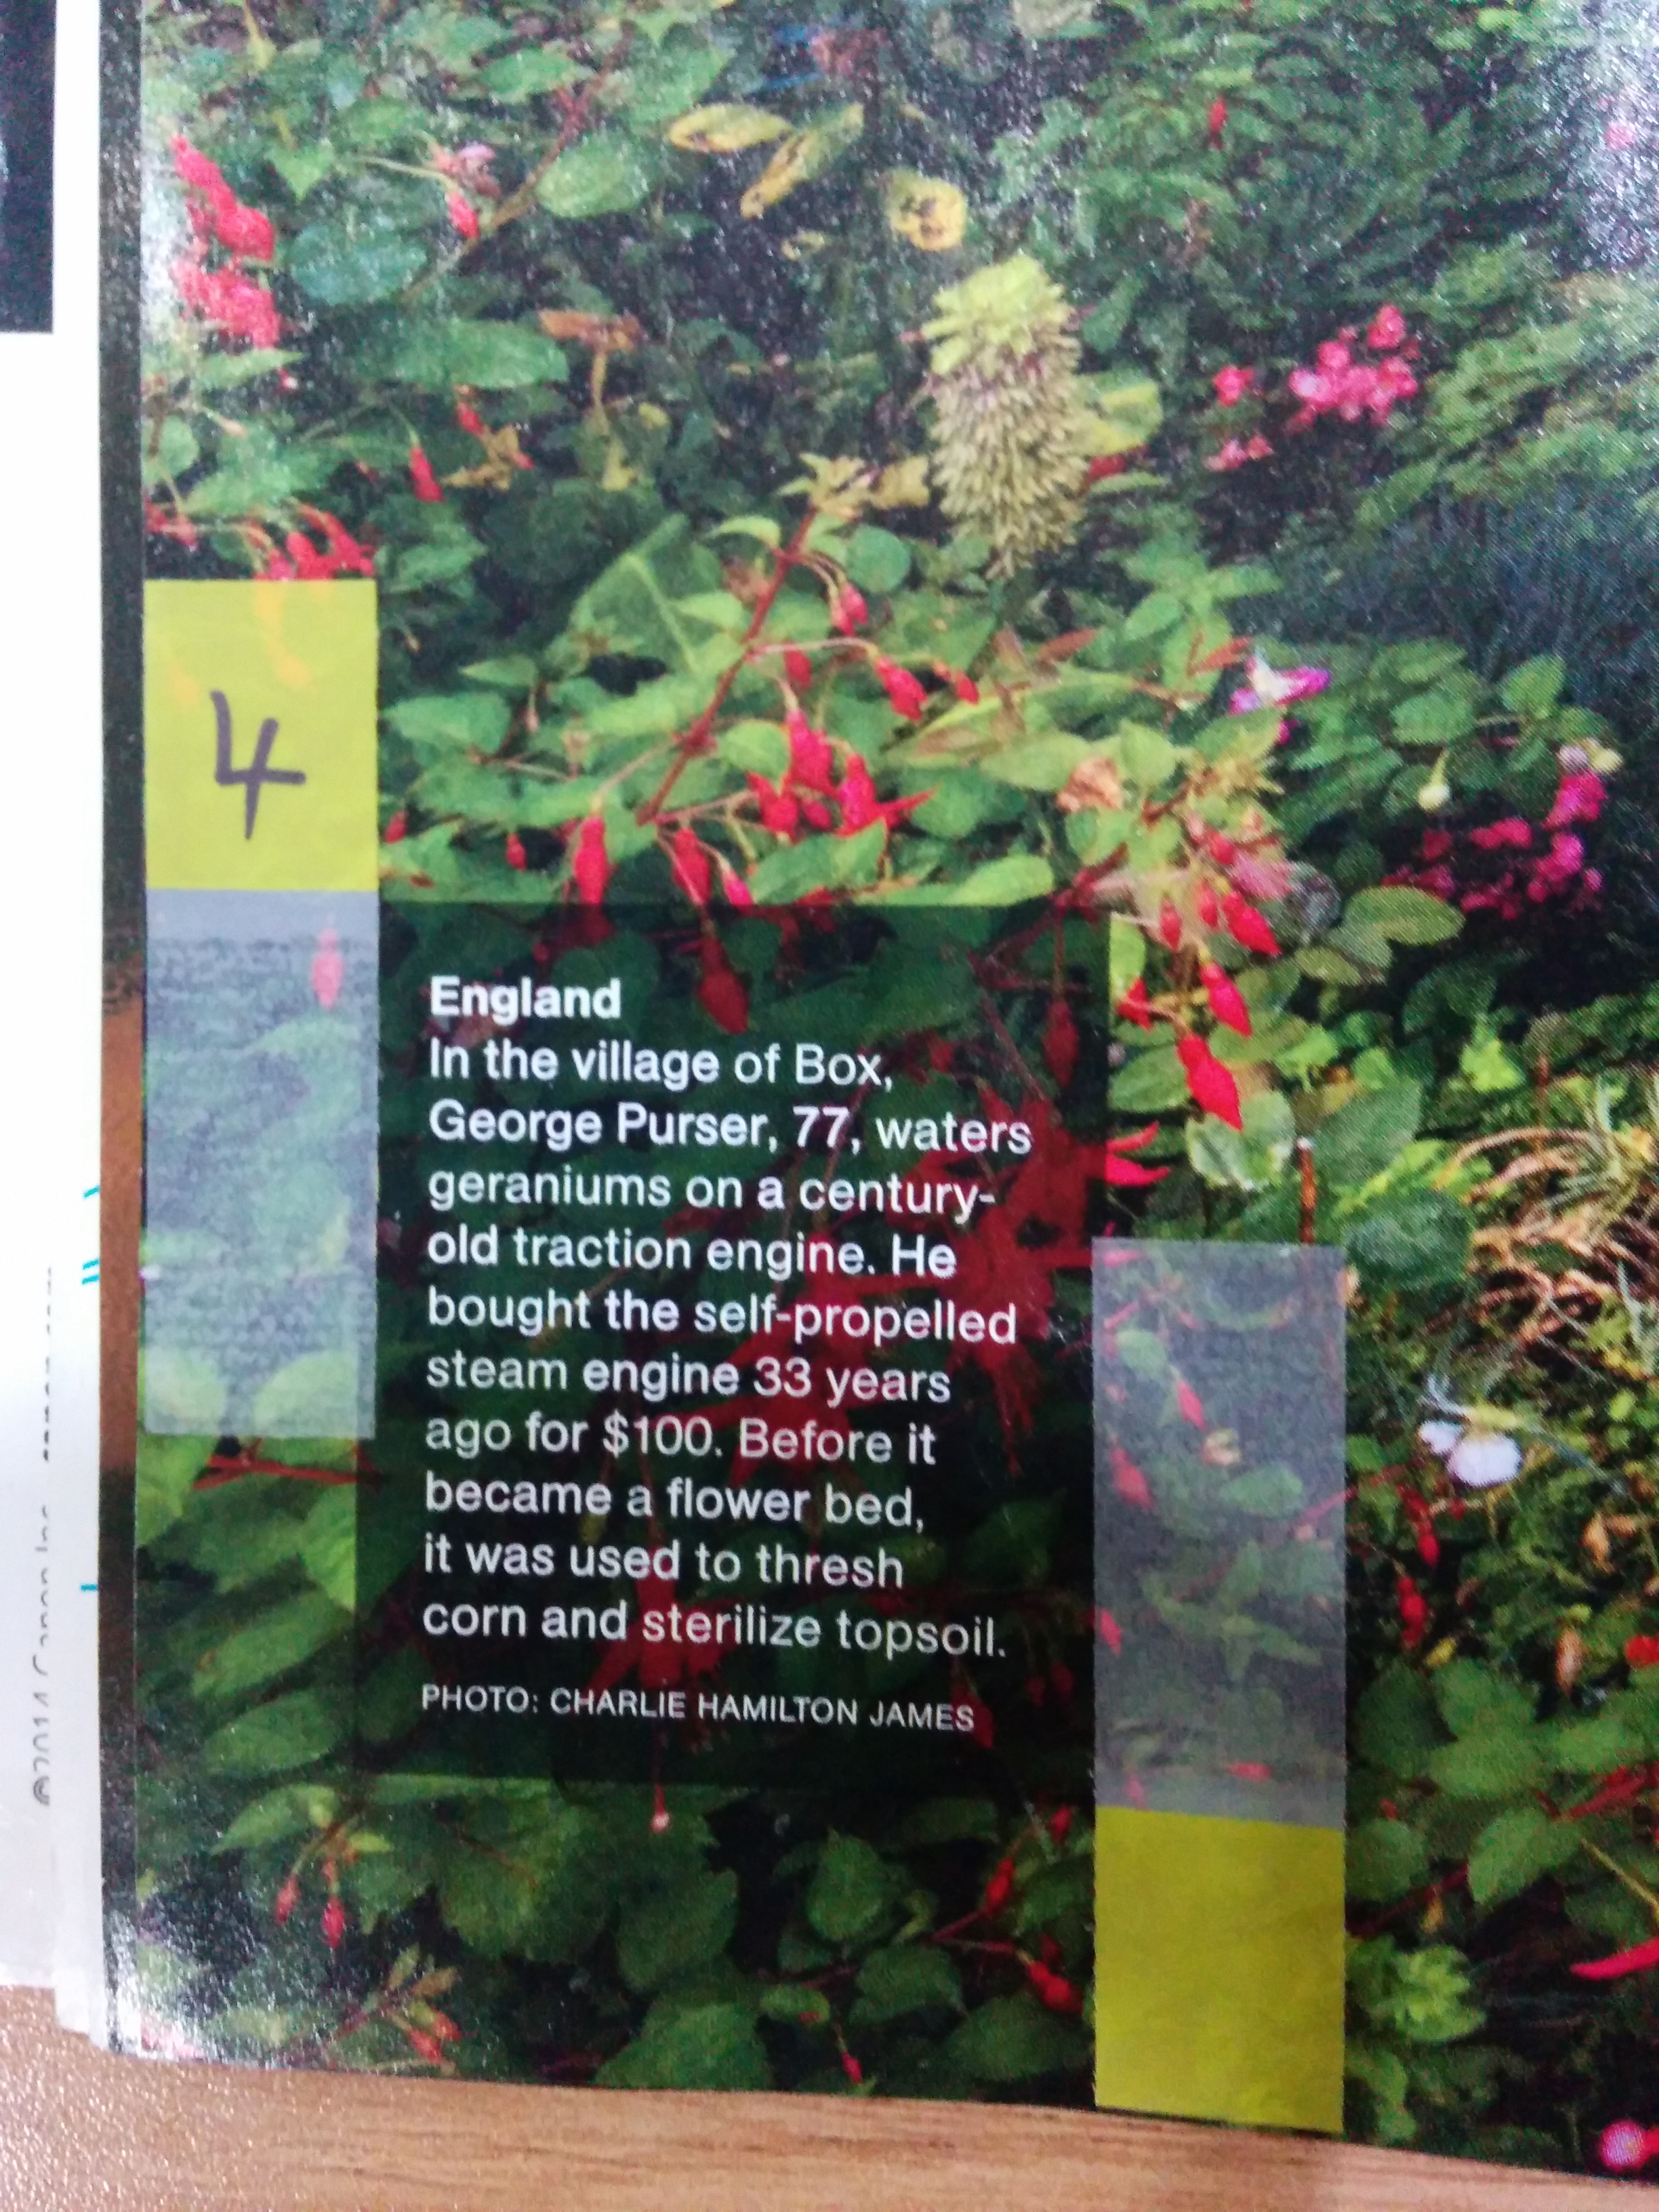 4
England
In the village of Box,
George Purser, 77, waters
geraniums on a century-
old traction engine. He
bought the self-propelled
steam engine 33 years
ago for $100. Before it
became a flower bed,
it was used to thresh
corn and sterilize topsoil.
PHOTO: CHARLIE HAMILTON JAMES
©2014 Canon Inc.